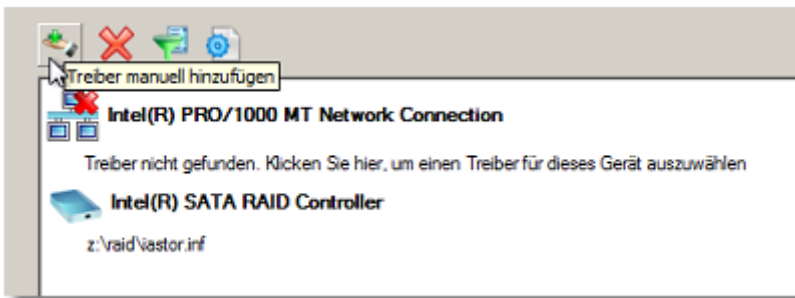 Treiber manuell hinzufügen
Intel(R) PRO/1000 MT Network Connection
Treiber nicht gefunden. Klicken Sie hier, um einen Treiber für dieses Gerät auszuwählen
Intel(R) SATA RAID Controller
z:\raid\iastor.inf